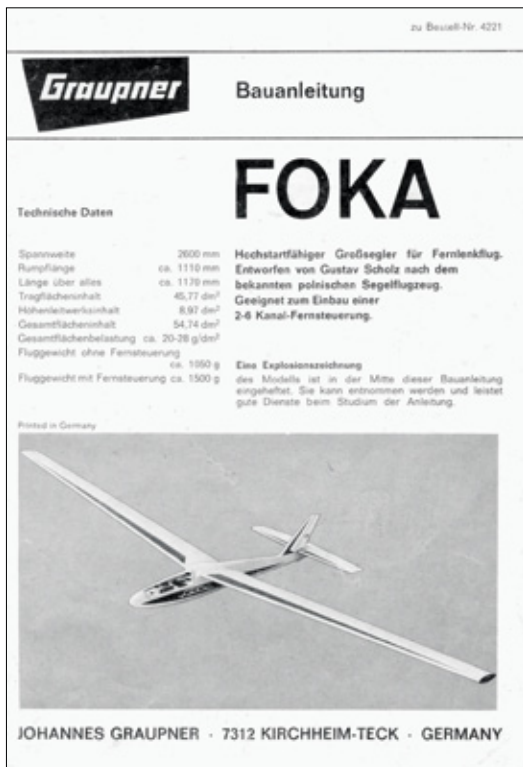 zu Bestell-Nr. 4221
Graupner
Bauanleitung
FOKA
Technische Daten
Spannweite 2600 mm
Rumpflänge ca. 1110 mm
Länge über alles ca. 1170 mm
Tragflächeninhalt 45,77 dm²
Höhenleitwerksinhalt 8,97 dm²
Gesamtflächeninhalt 54,74 dm²
Gesamtflächenbelastung ca. 20-28 g/dm²
Fluggewicht ohne Fernsteuerung
ca. 1050 g
Fluggewicht mit Fernsteuerung ca. 1500 g
Hochstartfähiger Großsegler für Fernlenkflug.
Entworfen von Gustav Scholz nach dem
bekannten polnischen Segelflugzeug.
Geeignet zum Einbau einer
2-6 Kanal-Fernsteuerung.
Eine Explosionszeichnung
des Modells ist in der Mitte dieser Bauanleitung
eingeheftet. Sie kann entnommen werden und leistet
gute Dienste beim Studium der Anleitung.
Printed in Germany
JOHANNES GRAUPNER · 7312 KIRCHHEIM-TECK · GERMANY